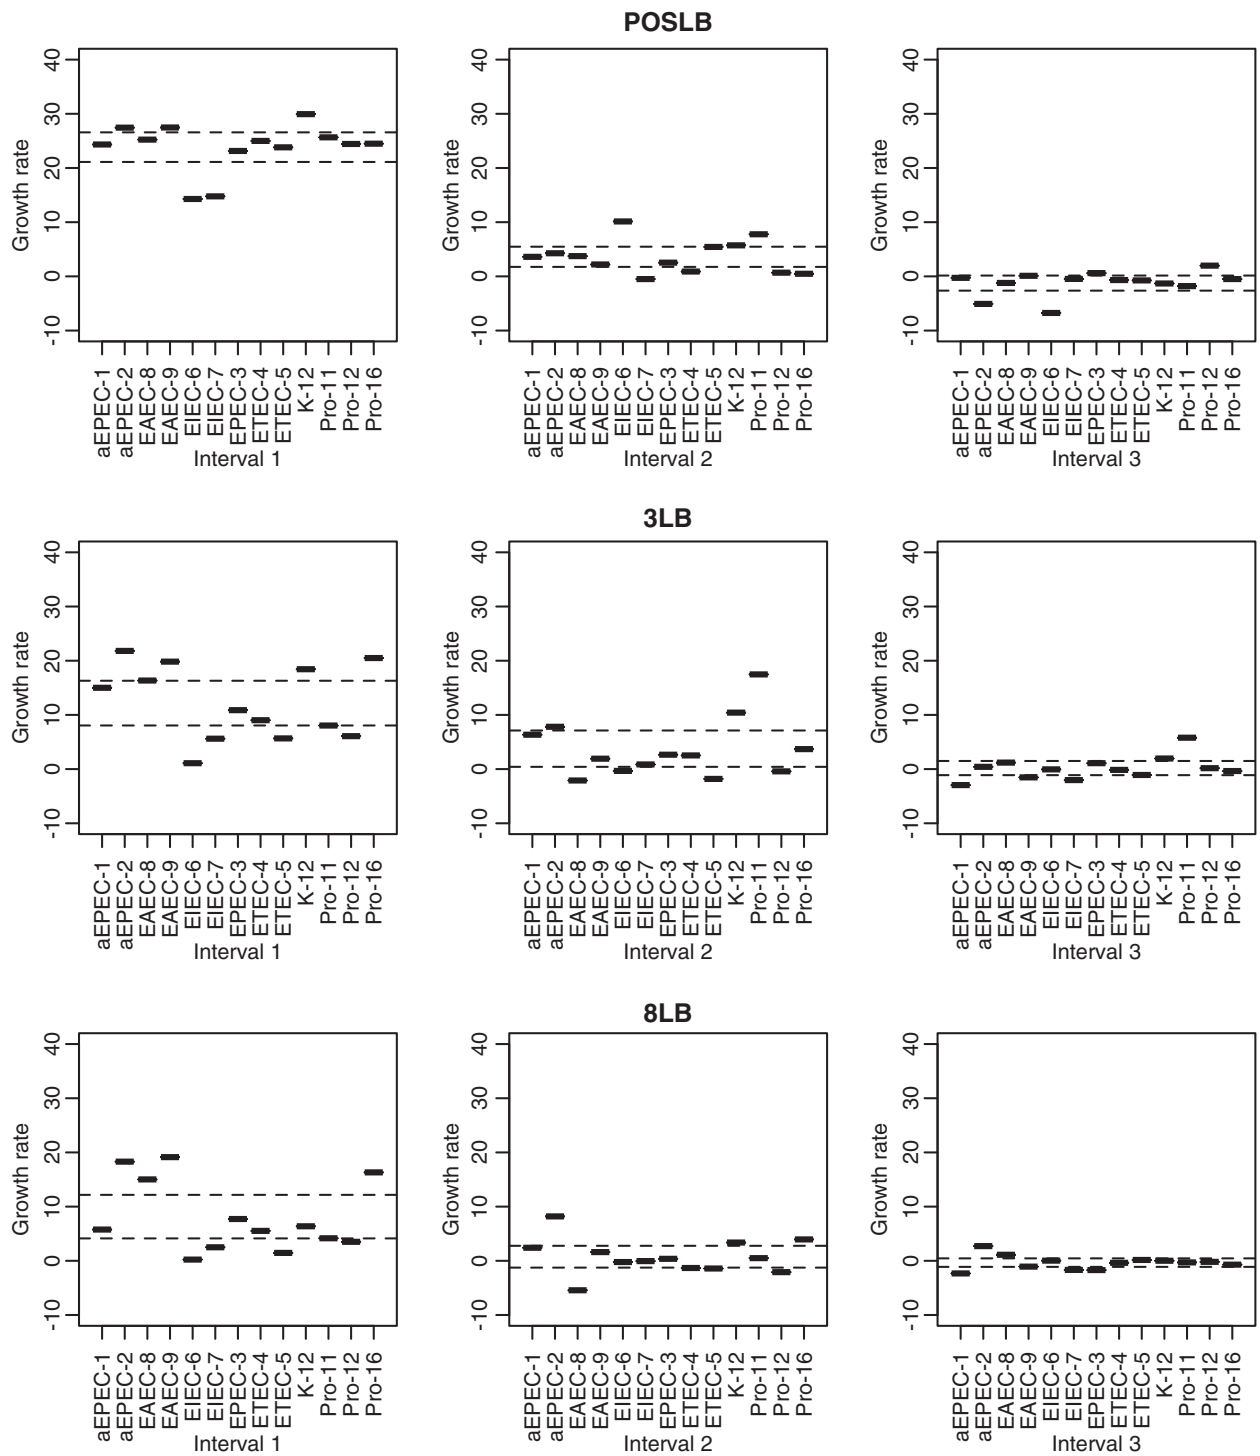 POSLB
Growth rate
40
30
20
10
0
-10
aEPEC-1
aEPEC-2
EAEC-8
EAEC-9
EIEC-6
EIEC-7
EPEC-3
ETEC-4
ETEC-5
K-12
Pro-11
Pro-12
Pro-16
Interval 1
Growth rate
40
30
20
10
0
-10
aEPEC-1
aEPEC-2
EAEC-8
EAEC-9
EIEC-6
EIEC-7
EPEC-3
ETEC-4
ETEC-5
K-12
Pro-11
Pro-12
Pro-16
Interval 2
Growth rate
40
30
20
10
0
-10
aEPEC-1
aEPEC-2
EAEC-8
EAEC-9
EIEC-6
EIEC-7
EPEC-3
ETEC-4
ETEC-5
K-12
Pro-11
Pro-12
Pro-16
Interval 3
3LB
Growth rate
40
30
20
10
0
-10
aEPEC-1
aEPEC-2
EAEC-8
EAEC-9
EIEC-6
EIEC-7
EPEC-3
ETEC-4
ETEC-5
K-12
Pro-11
Pro-12
Pro-16
Interval 1
Growth rate
40
30
20
10
0
-10
aEPEC-1
aEPEC-2
EAEC-8
EAEC-9
EIEC-6
EIEC-7
EPEC-3
ETEC-4
ETEC-5
K-12
Pro-11
Pro-12
Pro-16
Interval 2
Growth rate
40
30
20
10
0
-10
aEPEC-1
aEPEC-2
EAEC-8
EAEC-9
EIEC-6
EIEC-7
EPEC-3
ETEC-4
ETEC-5
K-12
Pro-11
Pro-12
Pro-16
Interval 3
8LB
Growth rate
40
30
20
10
0
-10
aEPEC-1
aEPEC-2
EAEC-8
EAEC-9
EIEC-6
EIEC-7
EPEC-3
ETEC-4
ETEC-5
K-12
Pro-11
Pro-12
Pro-16
Interval 1
Growth rate
40
30
20
10
0
-10
aEPEC-1
aEPEC-2
EAEC-8
EAEC-9
EIEC-6
EIEC-7
EPEC-3
ETEC-4
ETEC-5
K-12
Pro-11
Pro-12
Pro-16
Interval 2
Growth rate
40
30
20
10
0
-10
aEPEC-1
aEPEC-2
EAEC-8
EAEC-9
EIEC-6
EIEC-7
EPEC-3
ETEC-4
ETEC-5
K-12
Pro-11
Pro-12
Pro-16
Interval 3